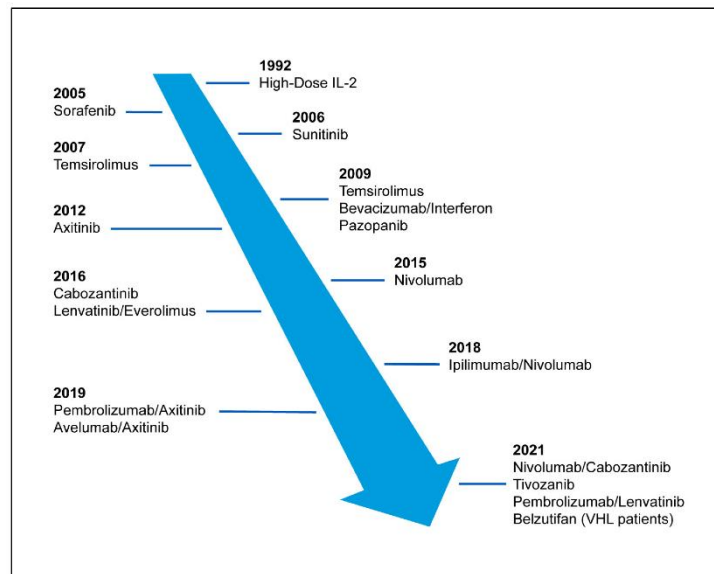 1992
High-Dose IL-2
2005
Sorafenib
2006
Sunitinib
2007
Temsirolimus
2009
Temsirolimus
Bevacizumab/Interferon
Pazopanib
2012
Axitinib
2015
Nivolumab
2016
Cabozantinib
Lenvatinib/Everolimus
2018
Ipilimumab/Nivolumab
2019
Pembrolizumab/Axitinib
Avelumab/Axitinib
2021
Nivolumab/Cabozantinib
Tivozanib
Pembrolizumab/Lenvatinib
Belzutifan (VHL patients)